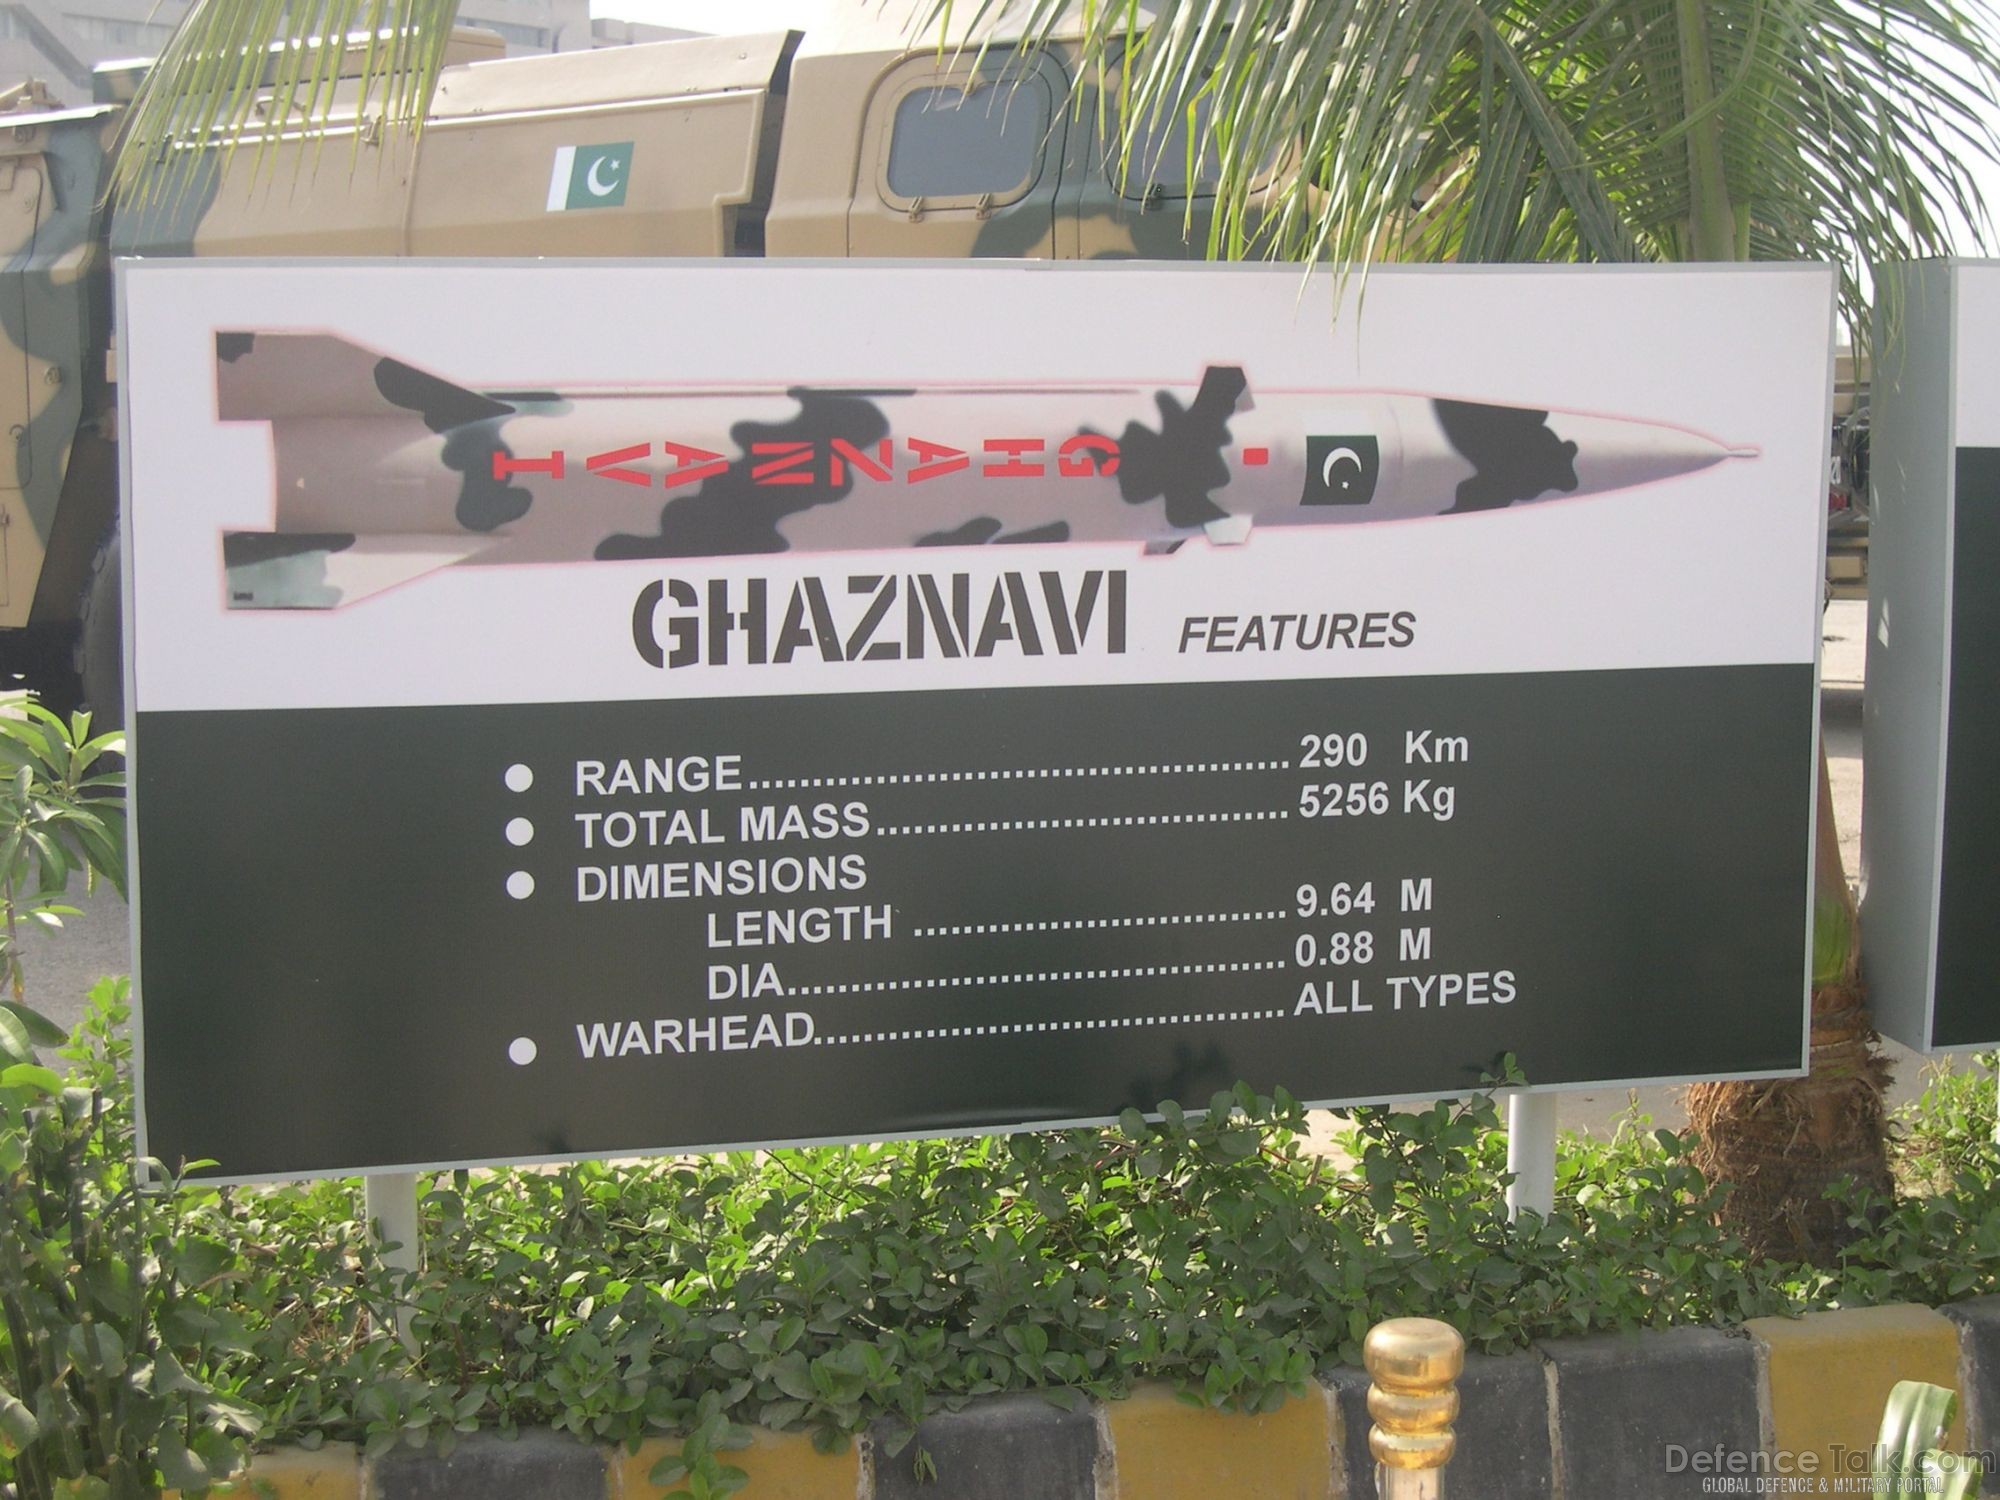 GHAZNAVI
GHAZNAVI FEATURES
● RANGE.......................................... 290 Km
● TOTAL MASS................................ 5256 Kg
● DIMENSIONS
LENGTH ............................. 9.64 M
DIA....................................... 0.88 M
● WARHEAD.................................... ALL TYPES
DefenceTalk.com
GLOBAL DEFENCE & MILITARY PORTAL